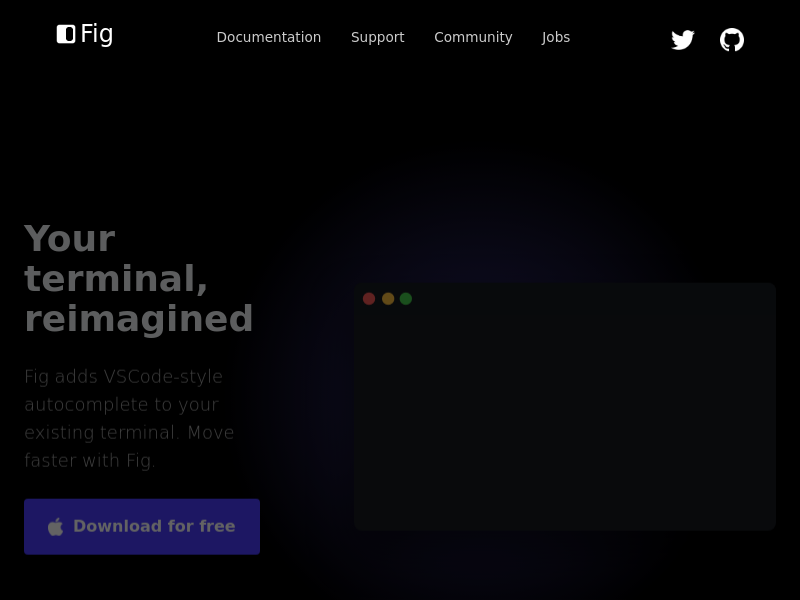 Fig
Documentation
Support
Community
Jobs
Your
terminal,
reimagined
Fig adds VSCode-style
autocomplete to your
existing terminal. Move
faster with Fig.
Download for free